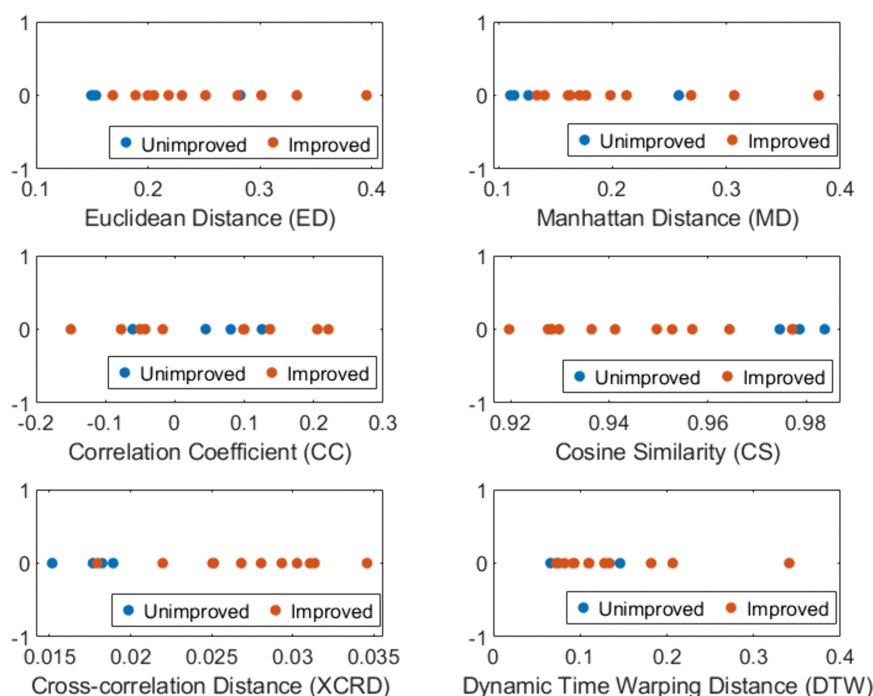 1
0
-1
0.1 0.2 0.3 0.4
Unimproved Improved
Euclidean Distance (ED)
1
0
-1
0.1 0.2 0.3 0.4
Unimproved Improved
Manhattan Distance (MD)
1
0
-1
-0.2 -0.1 0 0.1 0.2 0.3
Unimproved Improved
Correlation Coefficient (CC)
1
0
-1
0.92 0.94 0.96 0.98
Unimproved Improved
Cosine Similarity (CS)
1
0
-1
0.015 0.02 0.025 0.03 0.035
Unimproved Improved
Cross-correlation Distance (XCRD)
1
0
-1
0 0.1 0.2 0.3 0.4
Unimproved Improved
Dynamic Time Warping Distance (DTW)